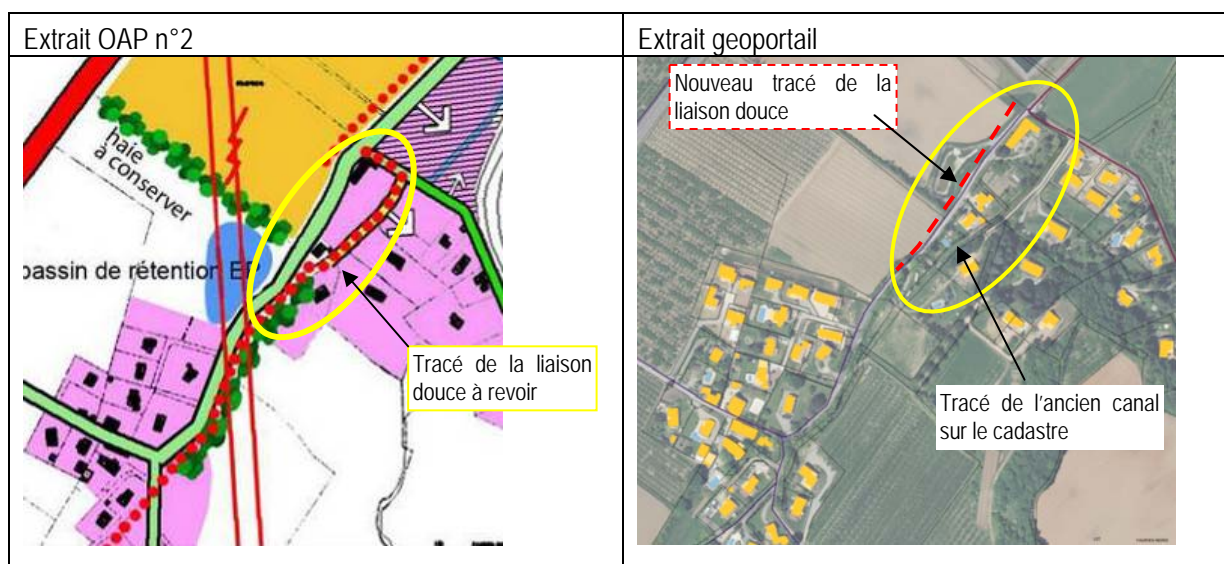 Extrait OAP n°2
Extrait geoportail
haie
à conserver
bassin de rétention EP
Tracé de la liaison
douce à revoir
Nouveau tracé de la
liaison douce
Tracé de l'ancien canal
sur le cadastre